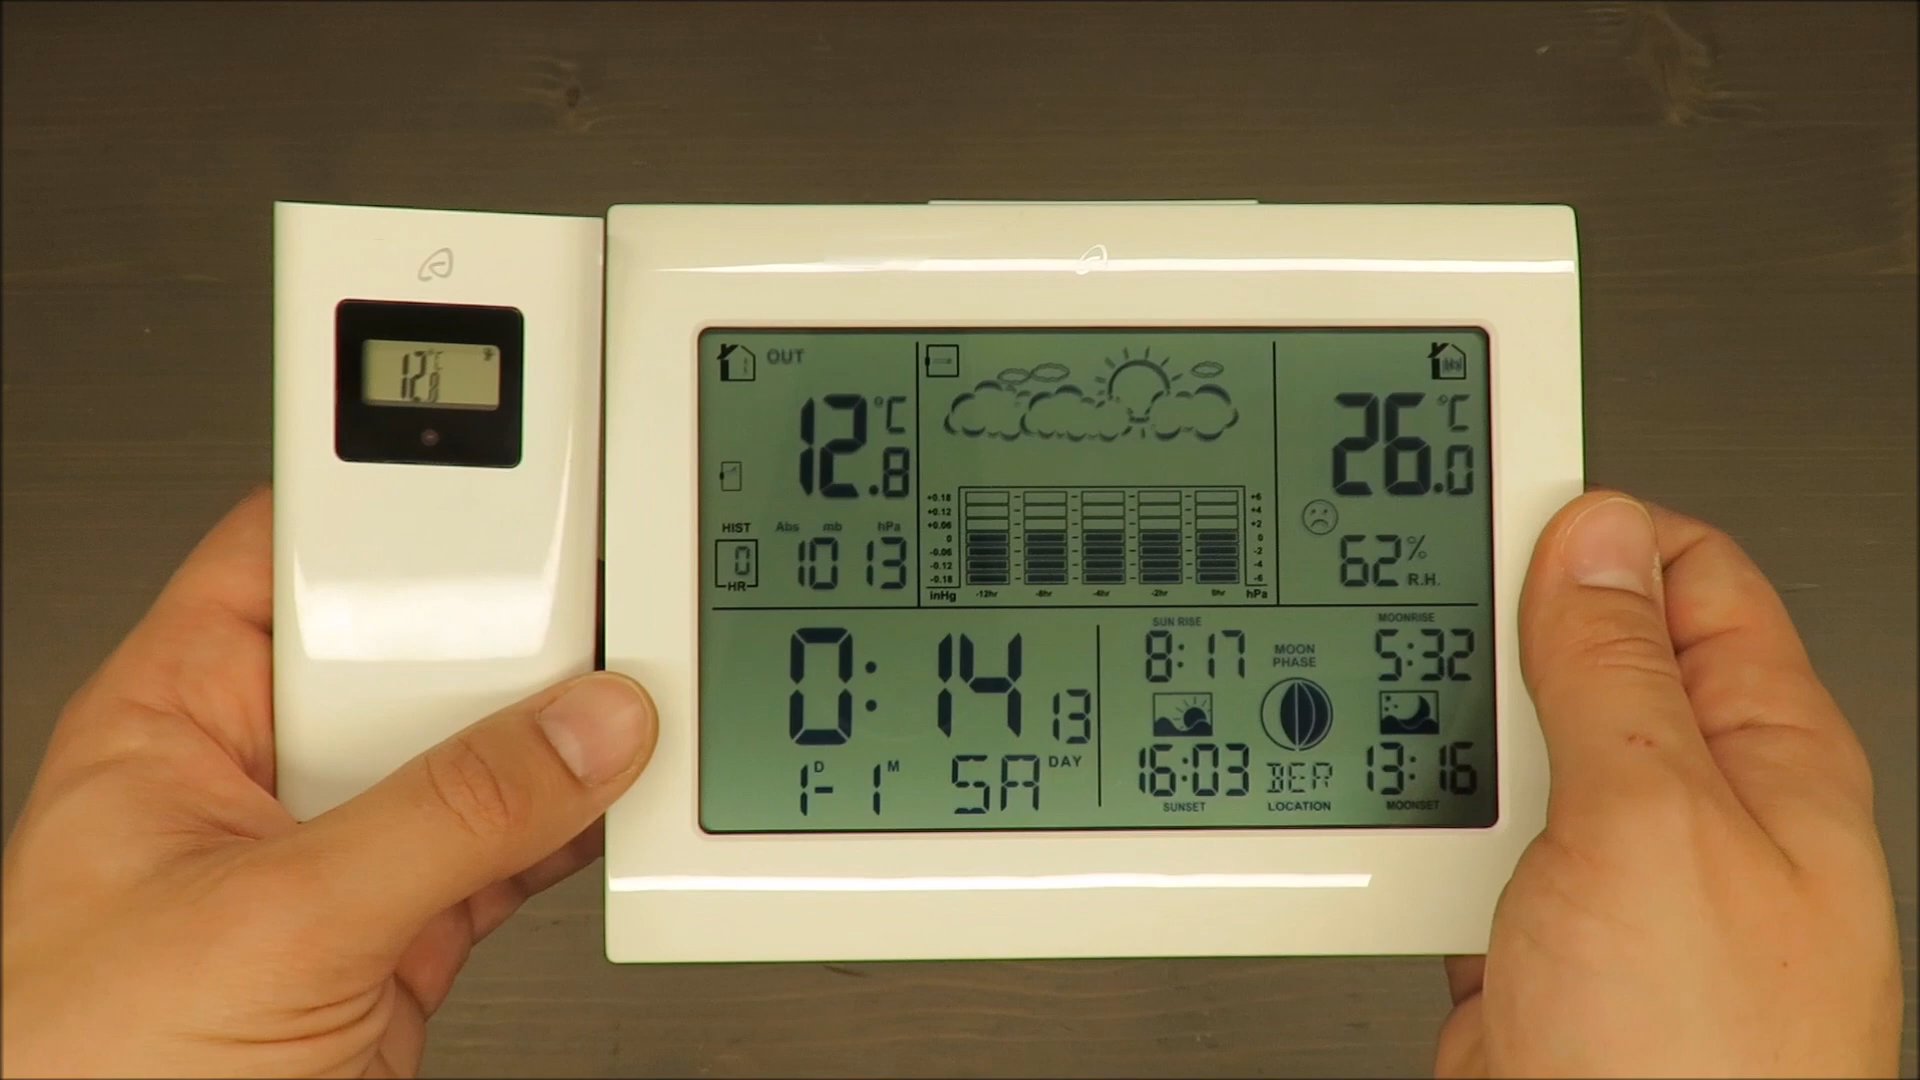 12.8 °C
OUT
12.8 °C
HIST
0
HR
Abs mb hPa
1013
+0.18 +6
+0.12 +4
+0.06 +2
0 0
-0.06 -2
-0.12 -4
-0.18 -6
inHg -12hr -8hr -4hr -2hr 0hr hPa
26.0 °C
62% R.H.
0:14 13
1-1 D M
SA DAY
SUN RISE
8:17
16:03
SUNSET
MOON
PHASE
BER
LOCATION
MOONRISE
5:32
13:16
MOONSET